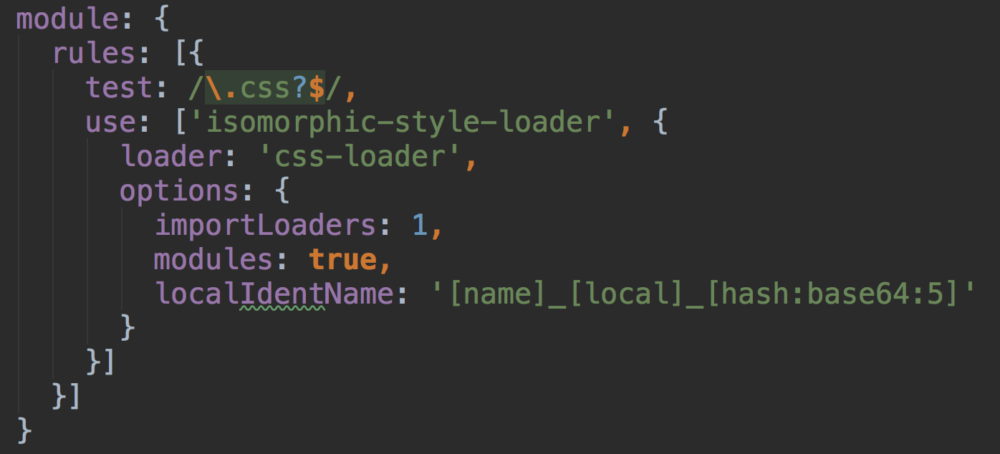 module: {
  rules: [{
    test: /\.css?$/,
    use: ['isomorphic-style-loader', {
      loader: 'css-loader',
      options: {
        importLoaders: 1,
        modules: true,
        localIdentName: '[name]_[local]_[hash:base64:5]'
      }
    }]
  }]
}